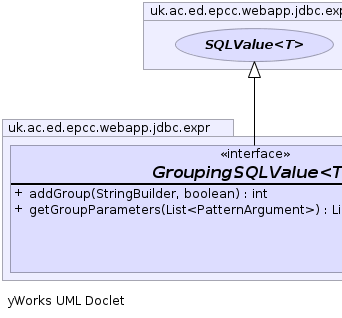 uk.ac.ed.epcc.webapp.jdbc.expr
SQLValue<T>
uk.ac.ed.epcc.webapp.jdbc.expr
«interface»
GroupingSQLValue<T
+ addGroup(StringBuilder, boolean) : int
+ getGroupParameters(List<PatternArgument>) : Li
yWorks UML Doclet